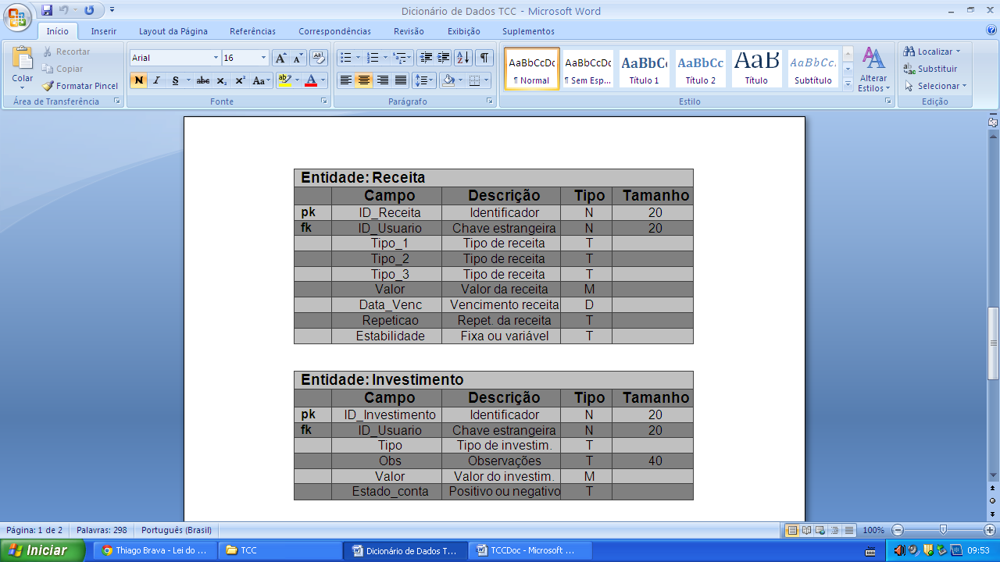 Dicionário de Dados TCC - Microsoft Word
Início Inserir Layout da Página Referências Correspondências Revisão Exibição Suplementos
Colar
Recortar
Copiar
Formatar Pincel
Área de Transferência
Arial 16
N I S abc x₂ x² Aa
Fonte
Parágrafo
AaBbCcDc AaBbCcDc AaBbC AaBbCc AaB AaBbCc.
¶ Normal ¶ Sem Esp... Título 1 Título 2 Título Subtítulo
Alterar Estilos
Estilo
Localizar
Substituir
Selecionar
Edição
Entidade: Receita
Campo Descrição Tipo Tamanho
pk ID_Receita Identificador N 20
fk ID_Usuario Chave estrangeira N 20
Tipo_1 Tipo de receita T
Tipo_2 Tipo de receita T
Tipo_3 Tipo de receita T
Valor Valor da receita M
Data_Venc Vencimento receita D
Repeticao Repet. da receita T
Estabilidade Fixa ou variável T
Entidade: Investimento
Campo Descrição Tipo Tamanho
pk ID_Investimento Identificador N 20
fk ID_Usuario Chave estrangeira N 20
Tipo Tipo de investim. T
Obs Observações T 40
Valor Valor do investim. M
Estado_conta Positivo ou negativo T
Página: 1 de 2 Palavras: 298 Português (Brasil) 100%
Iniciar Thiago Brava - Lei do ... TCC Dicionário de Dados T... TCCDoc - Microsoft ... 09:53